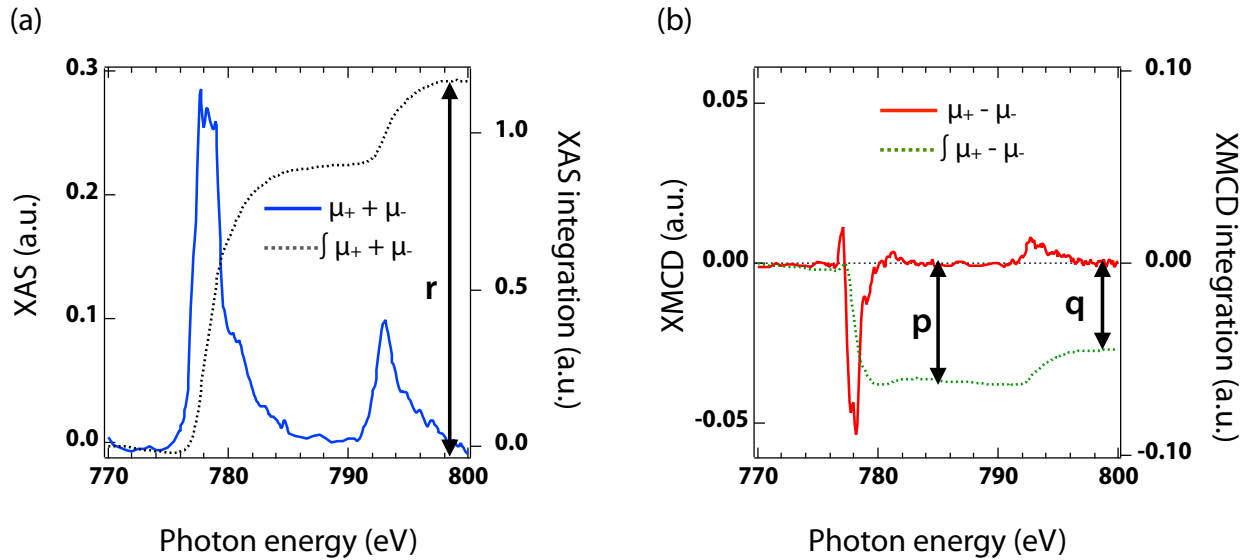 (a)
0.3
0.2
0.1
0.0
XAS (a.u.)
1.0
0.5
0.0
XAS integration (a.u.)
μ₊ + μ₋
∫ μ₊ + μ₋
r
770
780
790
800
Photon energy (eV)
(b)
0.05
0.00
-0.05
XMCD (a.u.)
0.10
0.00
-0.10
XMCD integration (a.u.)
μ₊ - μ₋
∫ μ₊ - μ₋
p
q
770
780
790
800
Photon energy (eV)